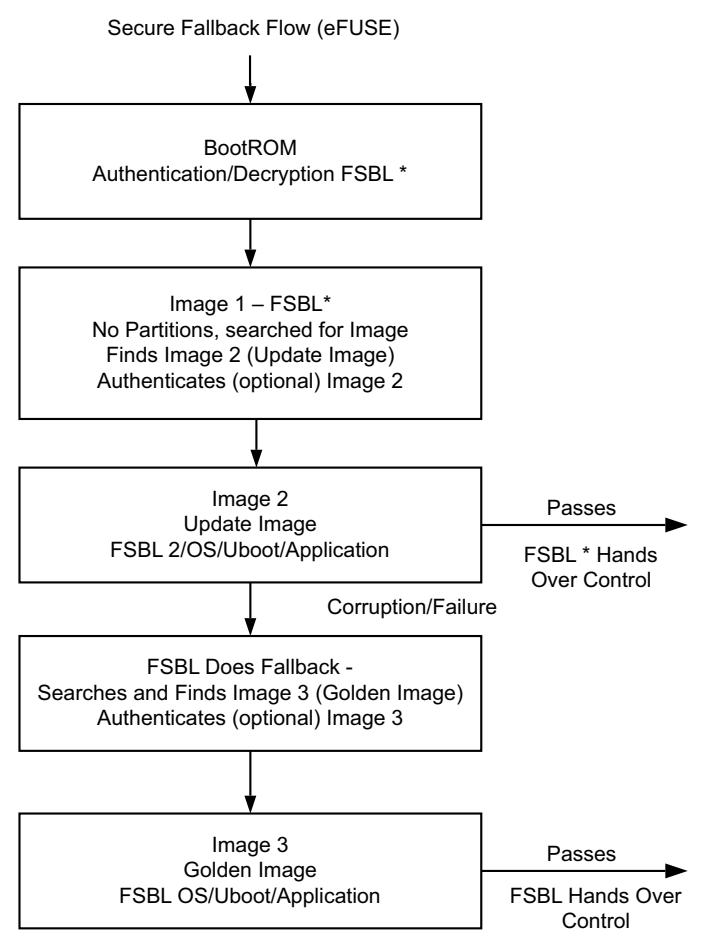 Secure Fallback Flow (eFUSE)
BootROM
Authentication/Decryption FSBL *
Image 1 – FSBL*
No Partitions, searched for Image
Finds Image 2 (Update Image)
Authenticates (optional) Image 2
Image 2
Update Image
FSBL 2/OS/Uboot/Application
Passes
FSBL * Hands
Over Control
Corruption/Failure
FSBL Does Fallback -
Searches and Finds Image 3 (Golden Image)
Authenticates (optional) Image 3
Image 3
Golden Image
FSBL OS/Uboot/Application
Passes
FSBL Hands Over
Control